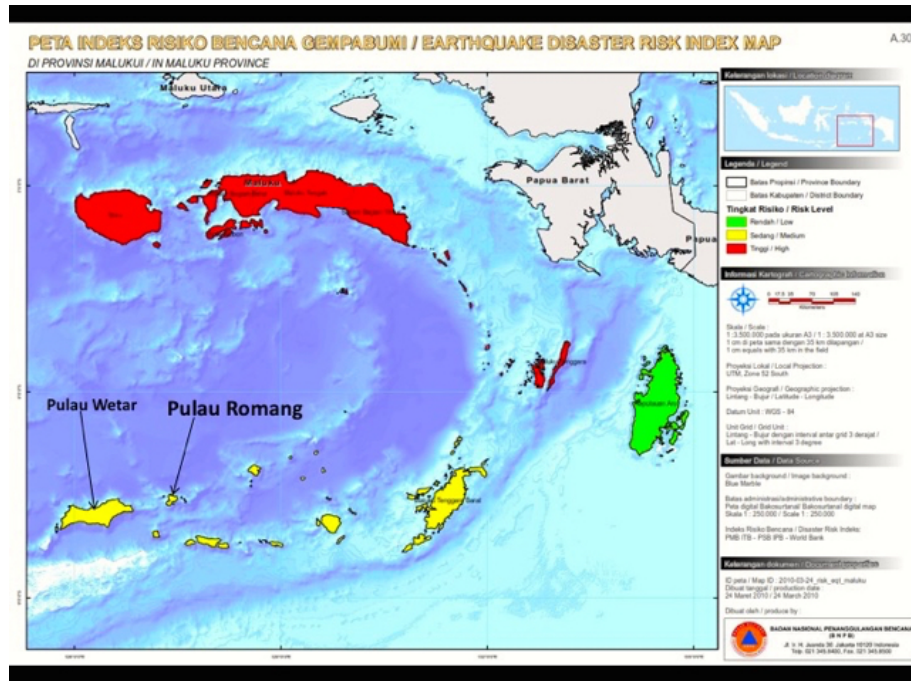 PETA INDEKS RISIKO BENCANA GEMPABUMI / EARTHQUAKE DISASTER RISK INDEX MAP
A.30
DI PROVINSI MALUKUI / IN MALUKU PROVINCE
Maluku Utara
Maluku
Papua Barat
Papua
Pulau Wetar
Pulau Romang
Keterangan lokasi /
Legenda / Legend
Batas Propinsi / Province Boundary
Batas Kabupaten / District Boundary
Tingkat Risiko / Risk Level
Rendah / Low
Sedang / Medium
Tinggi / High
Informasi Kartografi / Cartographic Information
Kilometers
Skala / Scale :
1 :3.500.000 pada ukuran A3 / 1 : 3.500.000 at A3 size
1 cm di peta sama dengan 35 km dilapangan /
1 cm equals with 35 km in the field
Proyeksi Lokal / Local Projection :
UTM, Zone 52 South
Proyeksi Geografi / Geographic projection :
Lintang - Bujur / Latitude - Longitude
Datum Unit : WGS - 84
Unit Grid / Grid Unit :
Lintang - Bujur dengan interval antar grid 3 derajat /
Lat - Long with interval 3 degree
Sumber Data / Data Source
Gambar background / Image background :
Blue Marble
Batas administrasi/administrative boundary :
Peta digital Bakosurtanal/ Bakosurtanal digital map
Skala 1 : 250.000 / Scale 1 : 250.000
Indeks Risiko Bencana / Disaster Risk Indeks:
PMB ITB - PSB IPB - World Bank
Keterangan dokumen /
ID peta / Map ID : 2010-03-24_risk_eqt_maluku
Dibuat tanggal / production date :
24 Maret 2010 / 24 March 2010
Dibuat oleh / produce by :
BADAN NASIONAL PENANGGULANGAN BENCANA
(B N P B)
Jl. Ir. H. Juanda 36 Jakarta 10120 Indonesia